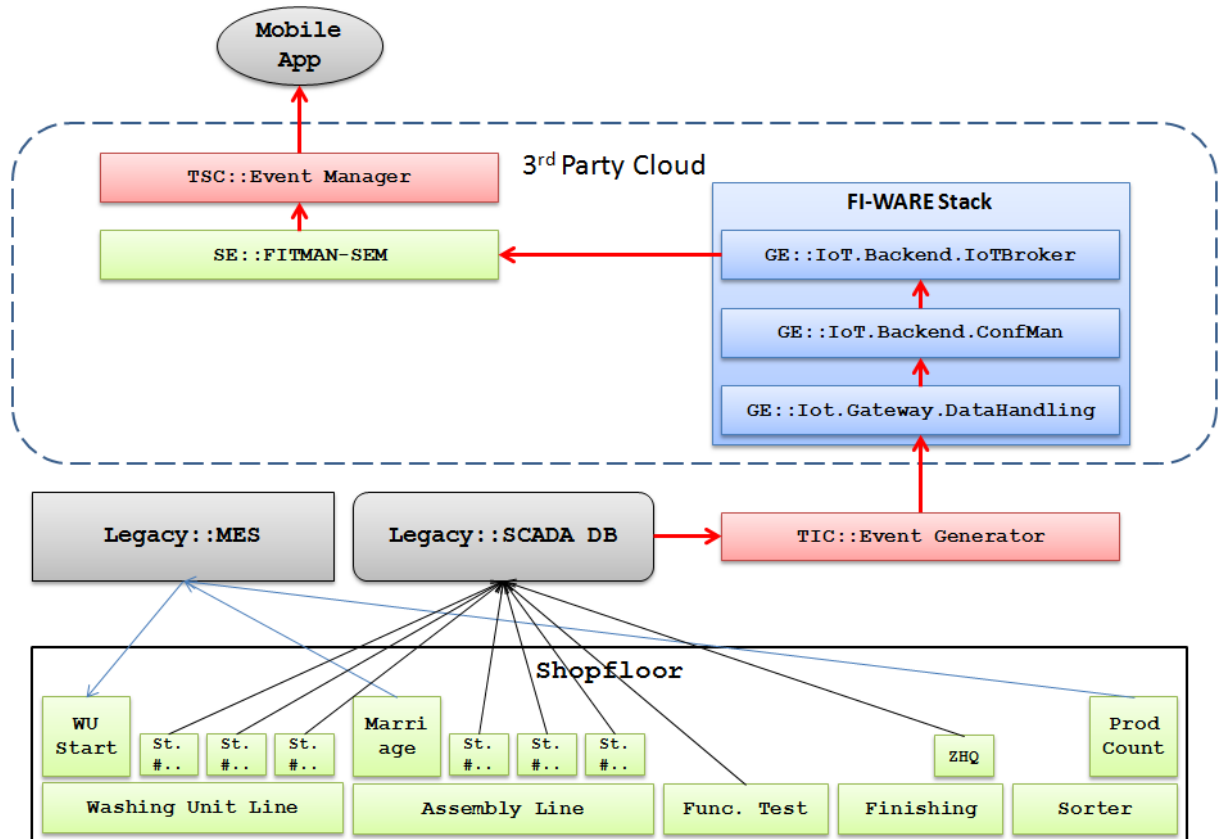 Mobile
App
3rd Party Cloud
TSC::Event Manager
SE::FITMAN-SEM
FI-WARE Stack
GE::IoT.Backend.IoTBroker
GE::IoT.Backend.ConfMan
GE::Iot.Gateway.DataHandling
Legacy::MES
Legacy::SCADA DB
TIC::Event Generator
Shopfloor
WU
Start
St.
#..
St.
#..
St.
#..
Marri
age
St.
#..
St.
#..
St.
#..
ZHQ
Prod
Count
Washing Unit Line
Assembly Line
Func. Test
Finishing
Sorter